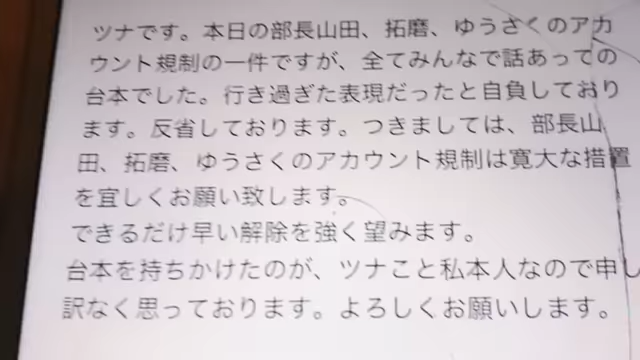 ツナです。本日の部長山田、拓磨、ゆうさくのアカ
ウント規制の一件ですが、全てみんなで話あっての
台本でした。行き過ぎた表現だったと自負しており
ます。反省しております。つきましては、部長山
田、拓磨、ゆうさくのアカウント規制は寛大な措置
を宜しくお願い致します。
できるだけ早い解除を強く望みます。
台本を持ちかけたのが、ツナこと私本人なので申し
訳なく思っております。よろしくお願いします。